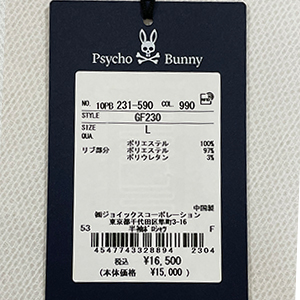 Psycho Bunny
NO. 10PB 231-590 COL. 990
STYLE GF230
SIZE L
QUA
ポリエステル 100%
リブ部分 ポリエステル 97%
ポリウレタン 3%
中国製
㈱ジョイックスコーポレーション
東京都千代田区隼町3-16
53 半袖ﾎﾟﾛｼｬﾂ F
4547743328894 2304
税込 ¥16,500
(本体価格 ¥15,000)